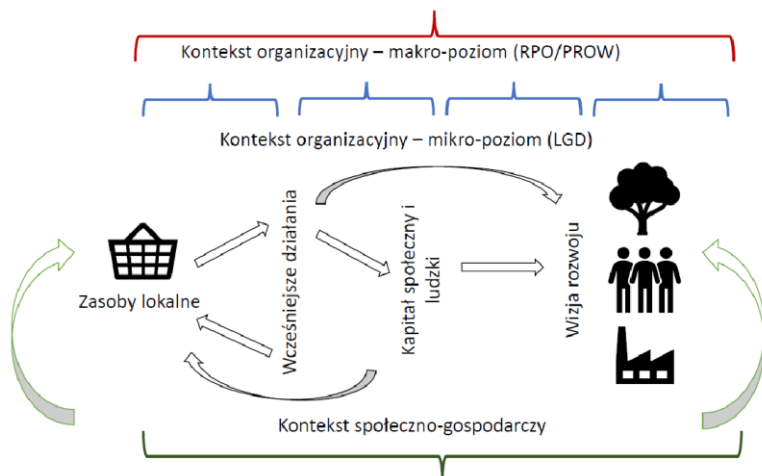 Kontekst organizacyjny – makro-poziom (RPO/PROW)
Kontekst organizacyjny – mikro-poziom (LGD)
Zasoby lokalne
Wcześniejsze działania
Kapitał społeczny i
ludzki
Wizja rozwoju
Kontekst społeczno-gospodarczy